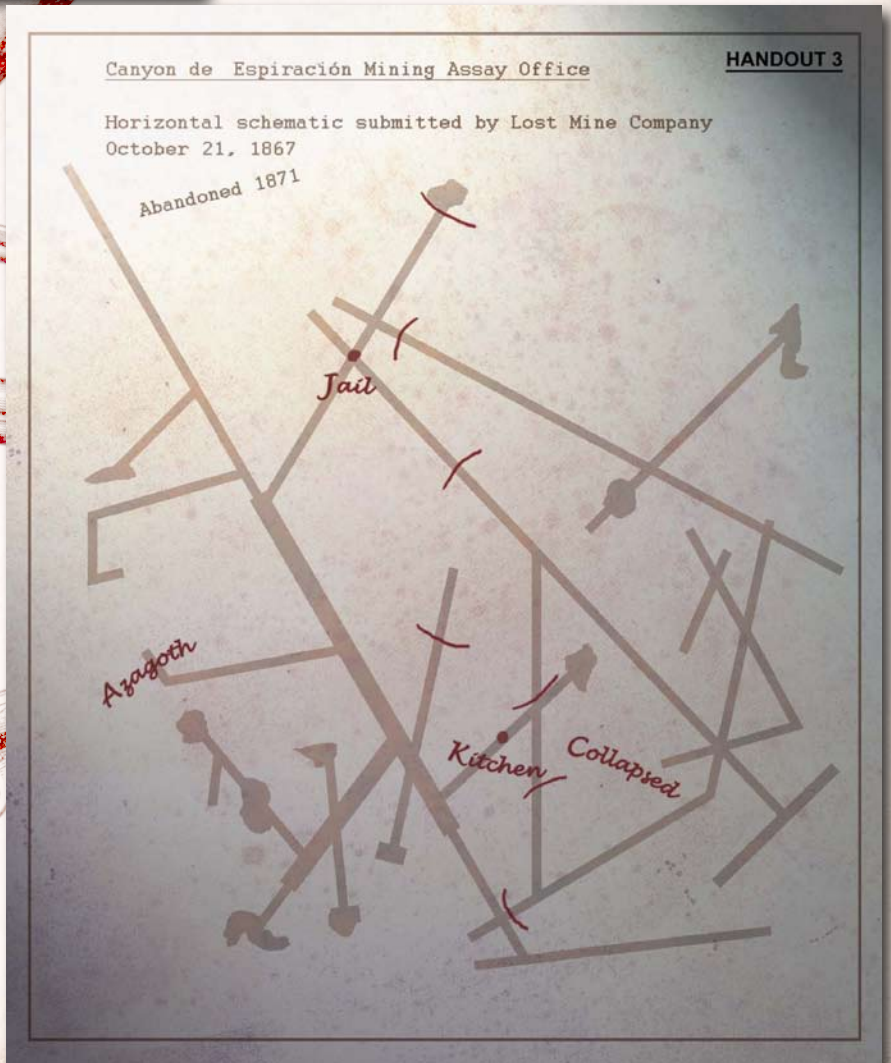 HANDOUT 3
Canyon de Espiración Mining Assay Office
Horizontal schematic submitted by Lost Mine Company
October 21, 1867
Abandoned 1871
Jail
Azagoth
Kitchen
Collapsed